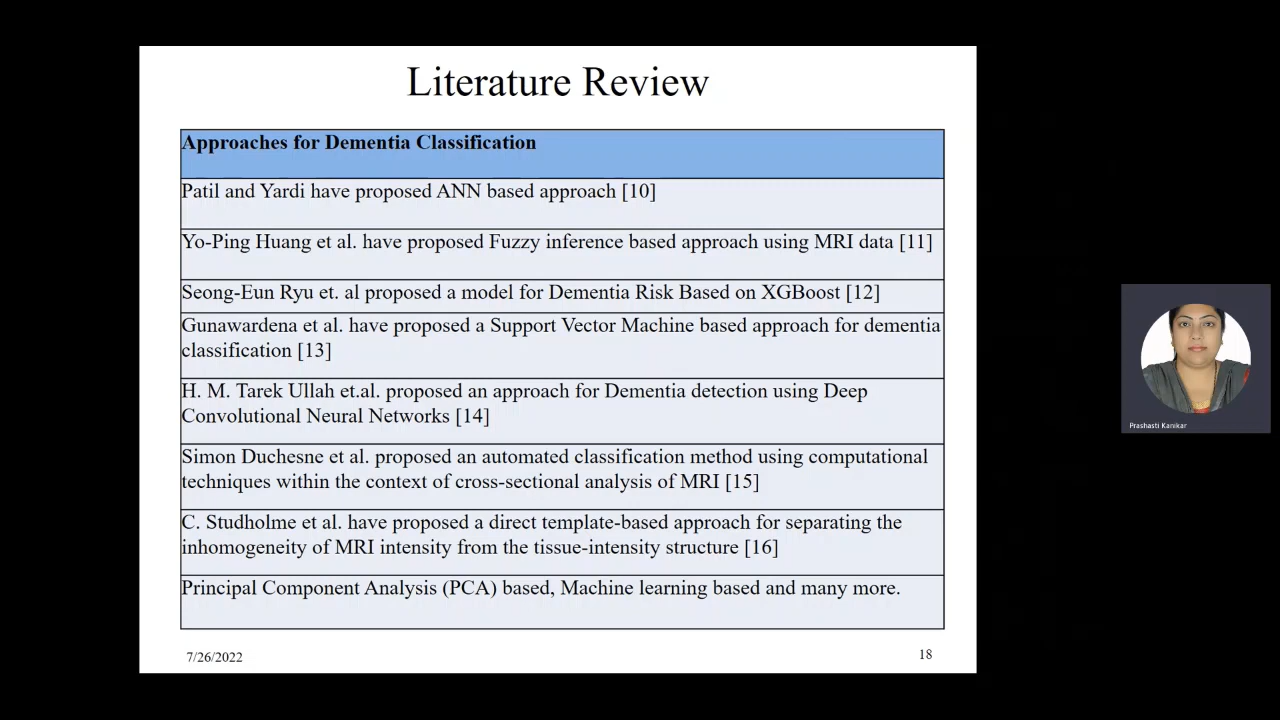 Literature Review
Approaches for Dementia Classification
Patil and Yardi have proposed ANN based approach [10]
Yo-Ping Huang et al. have proposed Fuzzy inference based approach using MRI data [11]
Seong-Eun Ryu et. al proposed a model for Dementia Risk Based on XGBoost [12]
Gunawardena et al. have proposed a Support Vector Machine based approach for dementia
classification [13]
H. M. Tarek Ullah et.al. proposed an approach for Dementia detection using Deep
Convolutional Neural Networks [14]
Simon Duchesne et al. proposed an automated classification method using computational
techniques within the context of cross-sectional analysis of MRI [15]
C. Studholme et al. have proposed a direct template-based approach for separating the
inhomogeneity of MRI intensity from the tissue-intensity structure [16]
Principal Component Analysis (PCA) based, Machine learning based and many more.
7/26/2022
18
Prashasti Kanikar